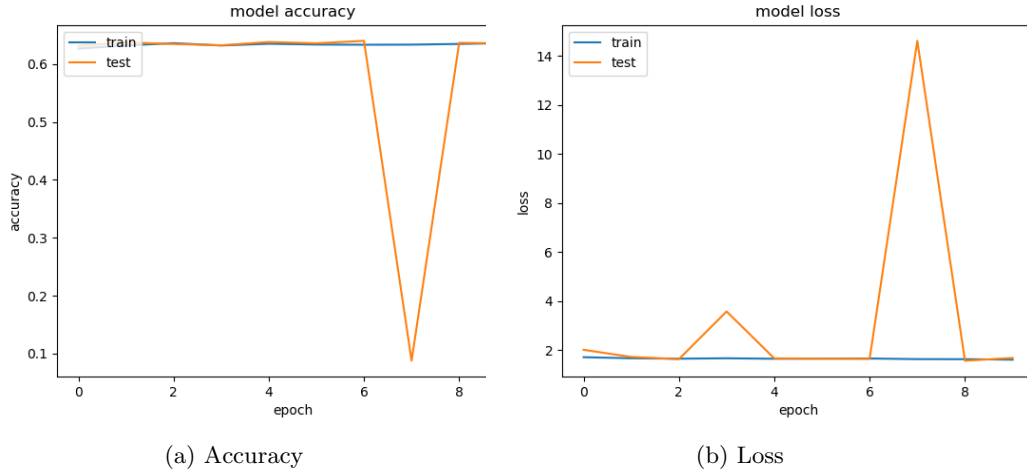 model accuracy
train
test
0.6
0.5
0.4
0.3
0.2
0.1
accuracy
0 2 4 6 8
epoch
(a) Accuracy
model loss
train
test
14
12
10
8
6
4
2
loss
0 2 4 6 8
epoch
(b) Loss